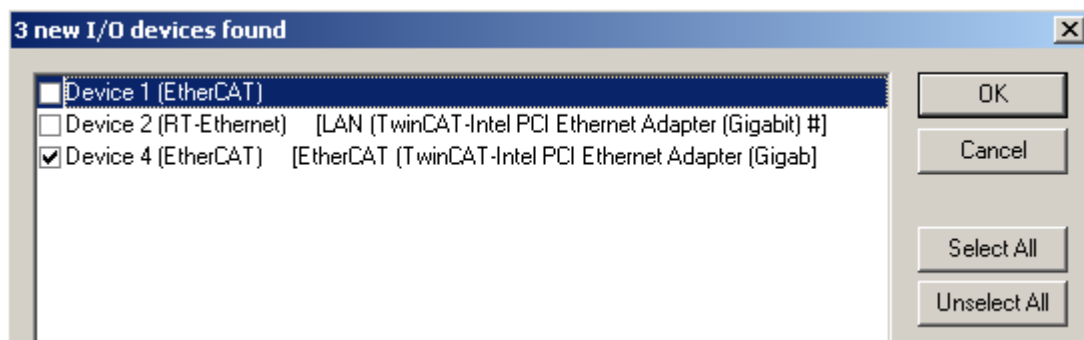 3 new I/O devices found
Device 1 (EtherCAT)
Device 2 (RT-Ethernet) [LAN (TwinCAT-Intel PCI Ethernet Adapter (Gigabit) #]
Device 4 (EtherCAT) [EtherCAT (TwinCAT-Intel PCI Ethernet Adapter (Gigab]
OK
Cancel
Select All
Unselect All